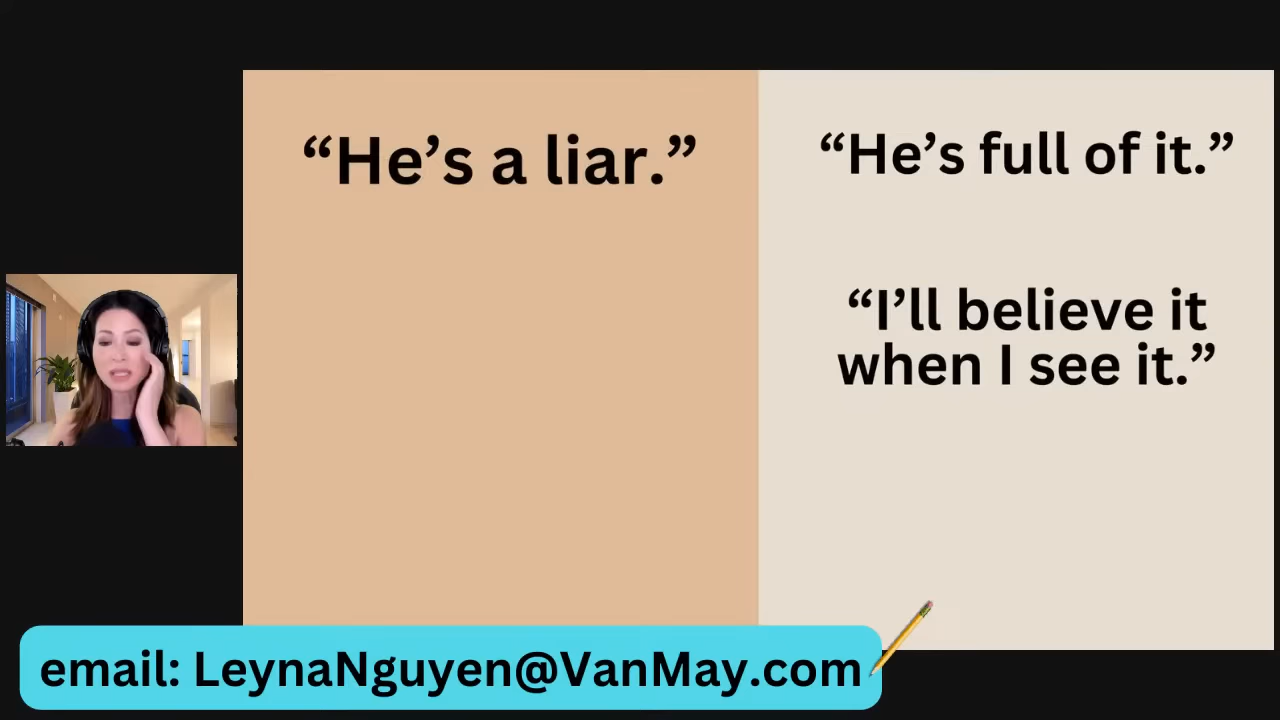 “He’s a liar.”
“He’s full of it.”
“I’ll believe it
when I see it.”
email: LeynaNguyen@VanMay.com